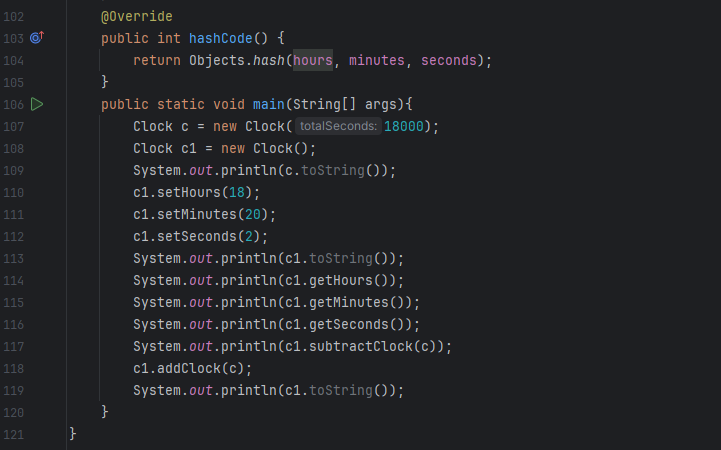 102 @Override
103 public int hashCode() {
104 return Objects.hash(hours, minutes, seconds);
105 }
106 public static void main(String[] args){
107 Clock c = new Clock( totalSeconds: 18000);
108 Clock c1 = new Clock();
109 System.out.println(c.toString());
110 c1.setHours(18);
111 c1.setMinutes(20);
112 c1.setSeconds(2);
113 System.out.println(c1.toString());
114 System.out.println(c1.getHours());
115 System.out.println(c1.getMinutes());
116 System.out.println(c1.getSeconds());
117 System.out.println(c1.subtractClock(c));
118 c1.addClock(c);
119 System.out.println(c1.toString());
120 }
121 }